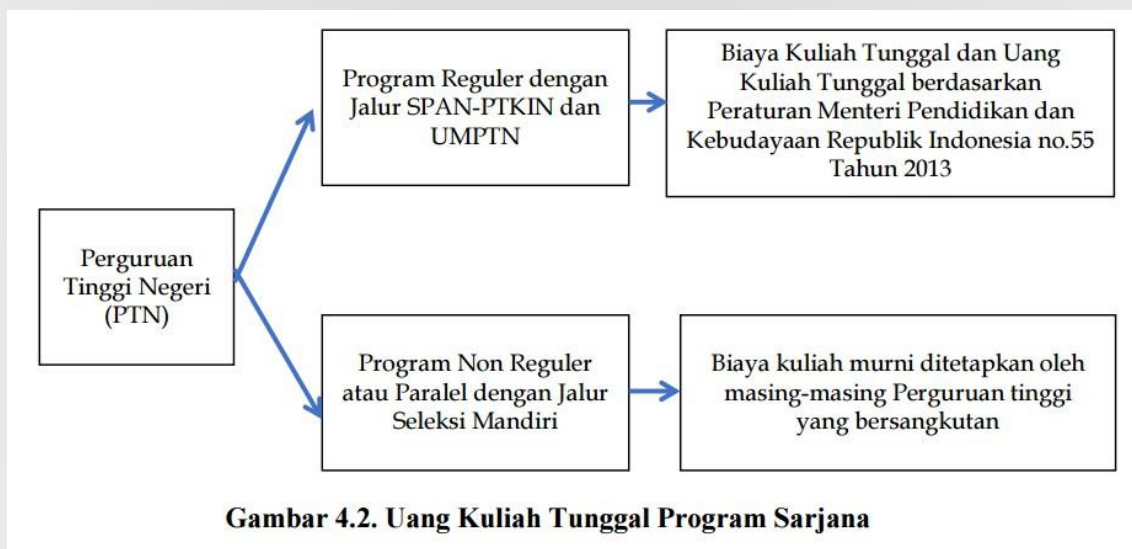 Perguruan
Tinggi Negeri
(PTN)
Program Reguler dengan
Jalur SPAN-PTKIN dan
UMPTN
Biaya Kuliah Tunggal dan Uang
Kuliah Tunggal berdasarkan
Peraturan Menteri Pendidikan dan
Kebudayaan Republik Indonesia no.55
Tahun 2013
Program Non Reguler
atau Paralel dengan Jalur
Seleksi Mandiri
Biaya kuliah murni ditetapkan oleh
masing-masing Perguruan tinggi
yang bersangkutan
Gambar 4.2. Uang Kuliah Tunggal Program Sarjana